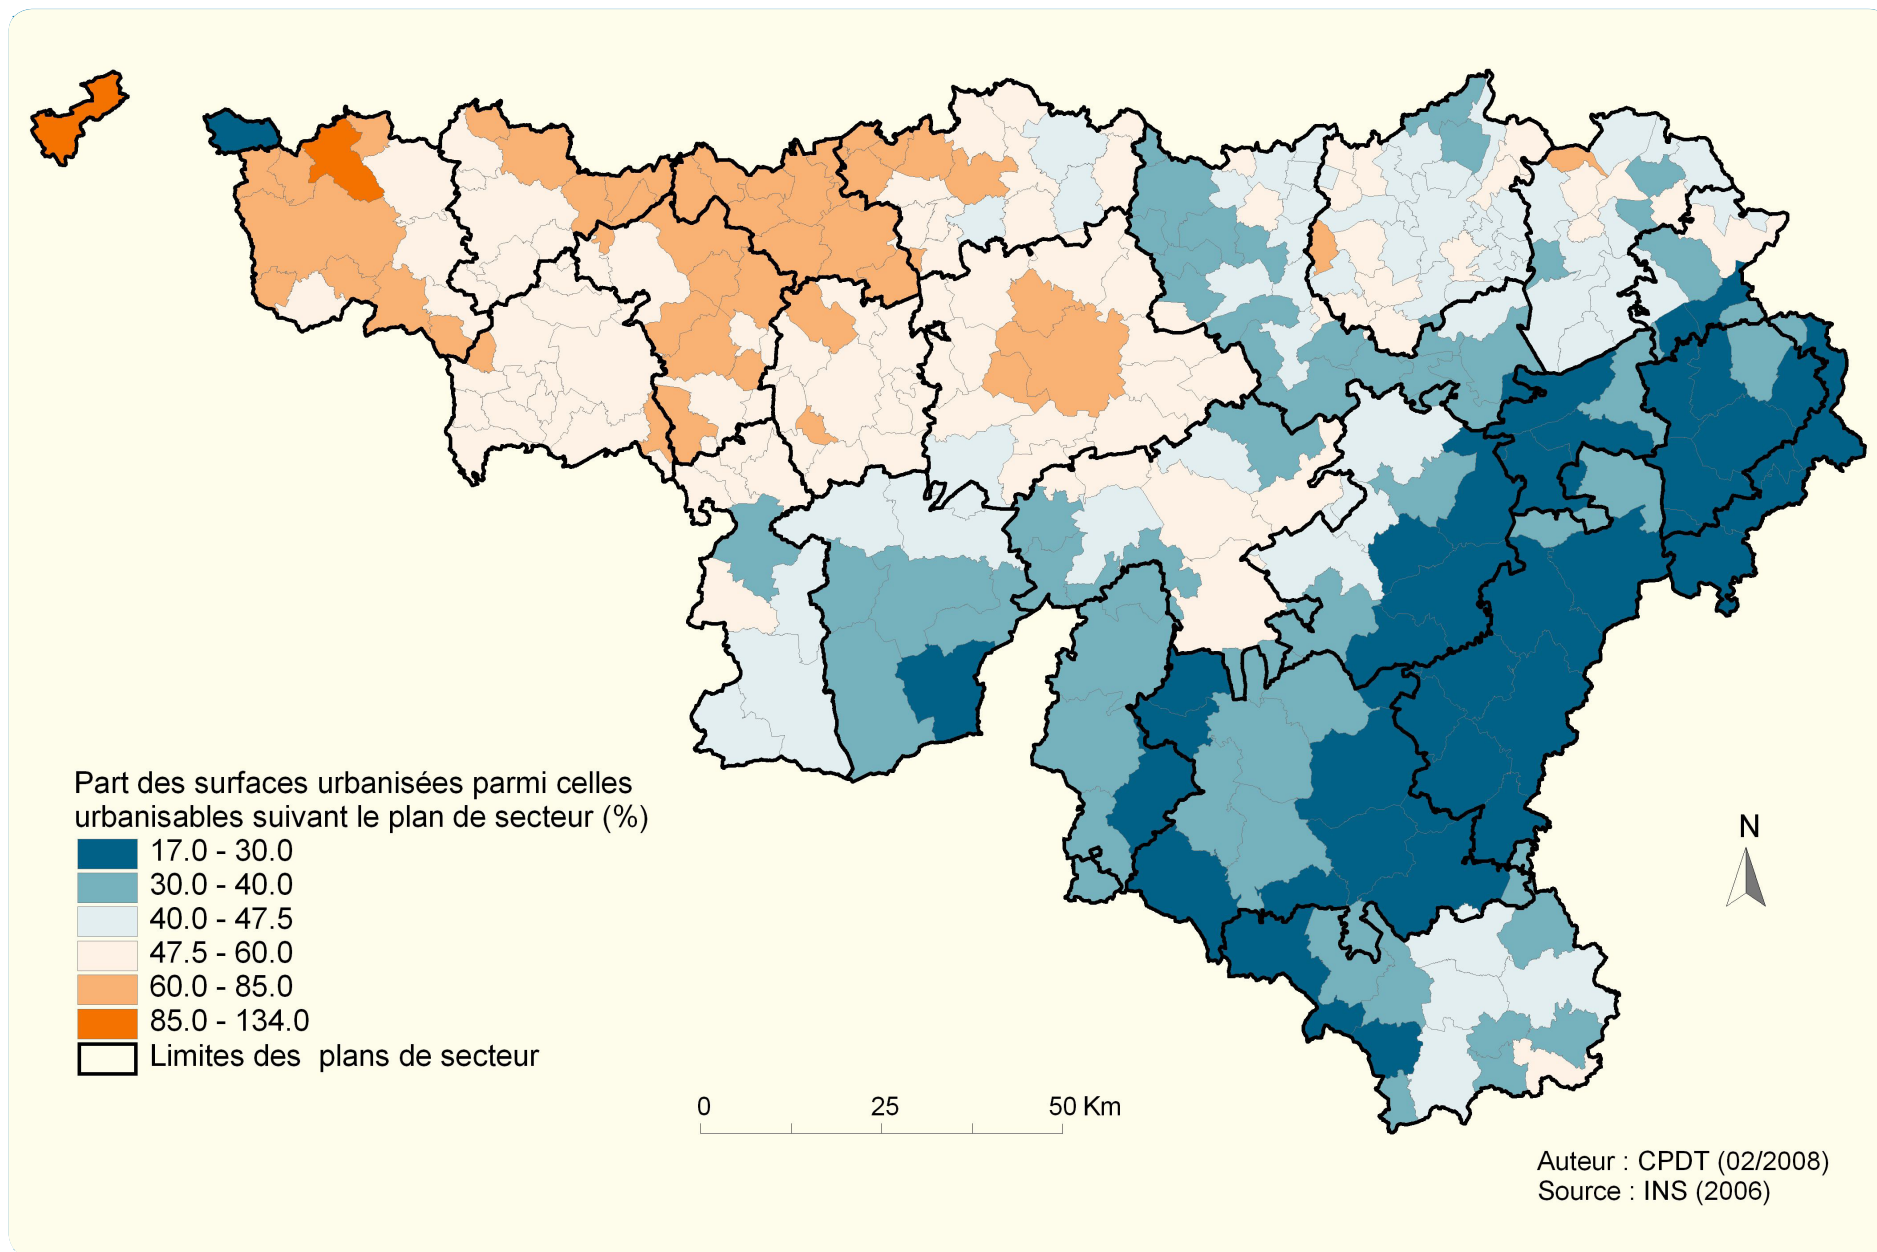 Part des surfaces urbanisées parmi celles
urbanisables suivant le plan de secteur (%)
17.0 - 30.0
30.0 - 40.0
40.0 - 47.5
47.5 - 60.0
60.0 - 85.0
85.0 - 134.0
Limites des plans de secteur
0 25 50 Km
N
Auteur : CPDT (02/2008)
Source : INS (2006)